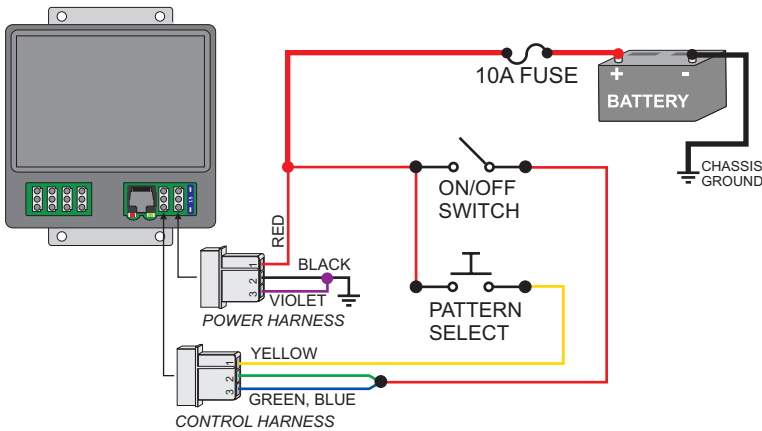 10A FUSE
+ -
BATTERY
CHASSIS
GROUND
ON/OFF
SWITCH
RED
1
2
3
BLACK
VIOLET
POWER HARNESS
PATTERN
SELECT
YELLOW
1
2
3
GREEN, BLUE
CONTROL HARNESS